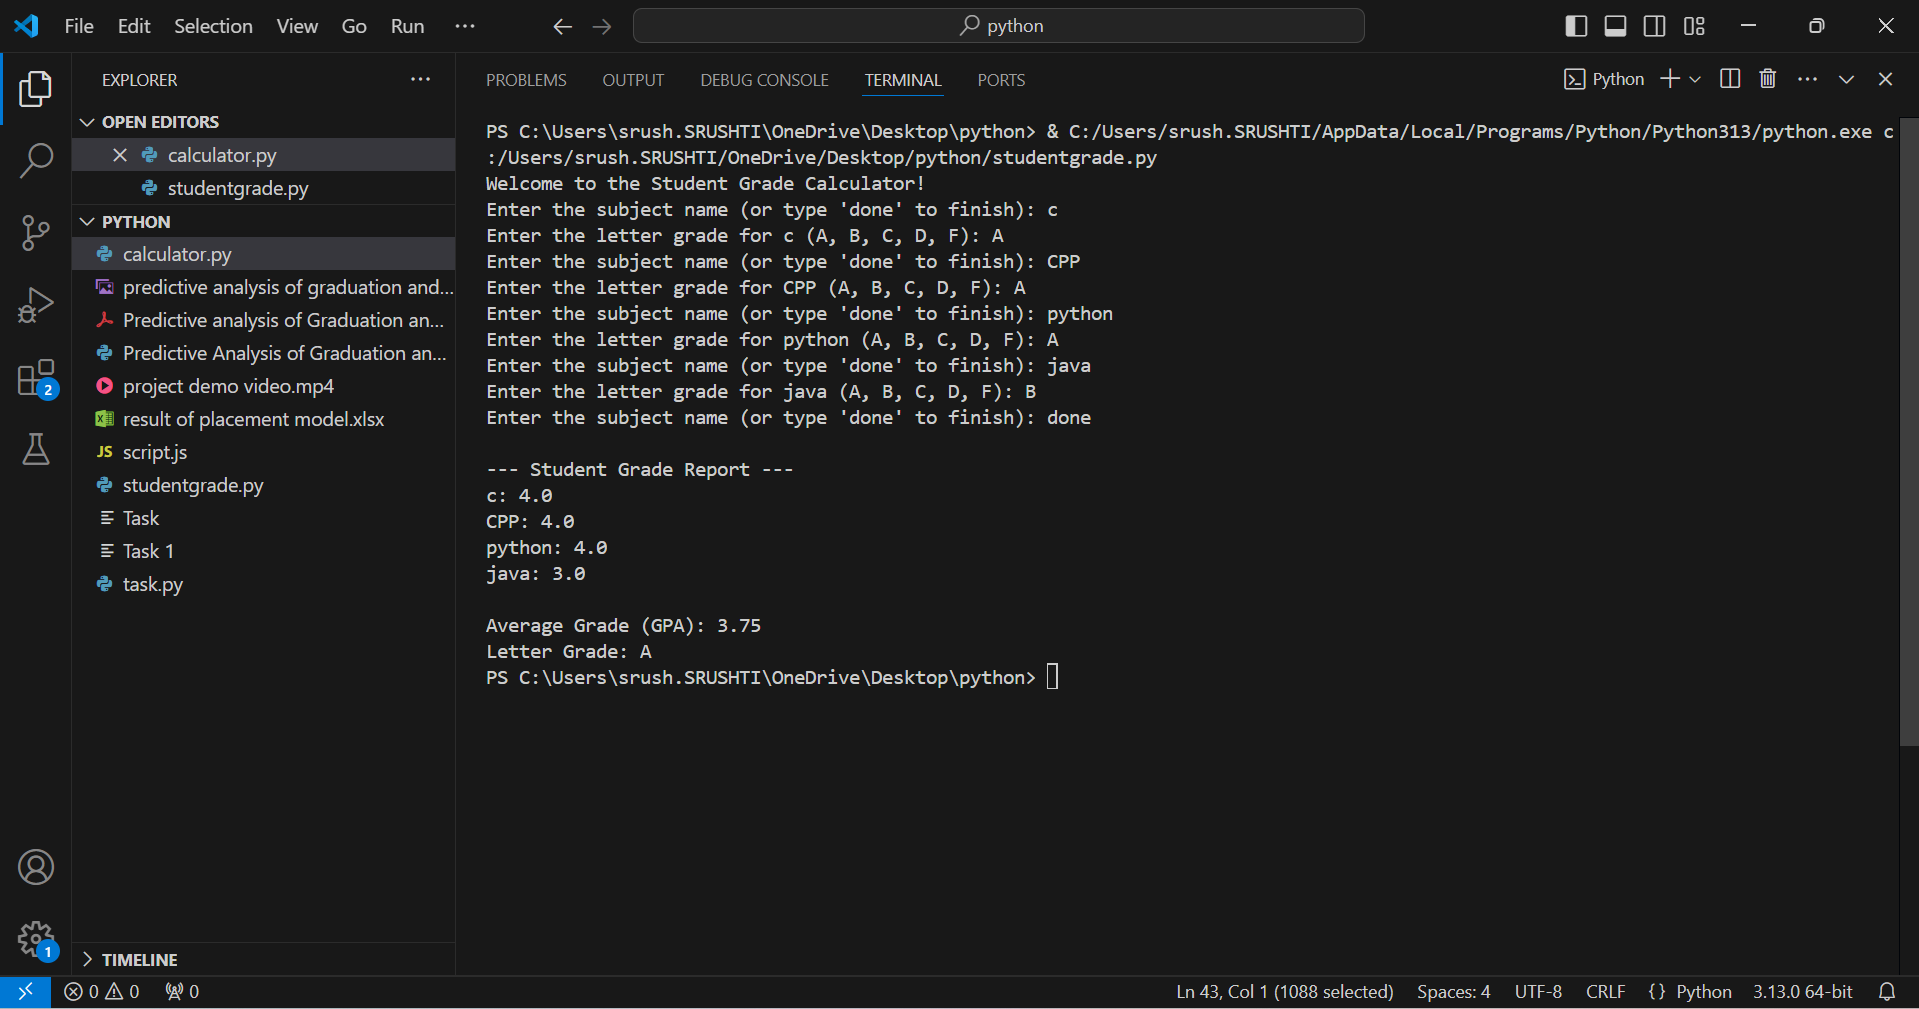 File Edit Selection View Go Run ···
python
EXPLORER ···
OPEN EDITORS
calculator.py
studentgrade.py
PYTHON
calculator.py
predictive analysis of graduation and...
Predictive analysis of Graduation an...
Predictive Analysis of Graduation an...
project demo video.mp4
result of placement model.xlsx
JS script.js
studentgrade.py
Task
Task 1
task.py
TIMELINE
2
1
PROBLEMS OUTPUT DEBUG CONSOLE TERMINAL PORTS
Python
PS C:\Users\srush.SRUSHTI\OneDrive\Desktop\python> & C:/Users/srush.SRUSHTI/AppData/Local/Programs/Python/Python313/python.exe c
:/Users/srush.SRUSHTI/OneDrive/Desktop/python/studentgrade.py
Welcome to the Student Grade Calculator!
Enter the subject name (or type 'done' to finish): c
Enter the letter grade for c (A, B, C, D, F): A
Enter the subject name (or type 'done' to finish): CPP
Enter the letter grade for CPP (A, B, C, D, F): A
Enter the subject name (or type 'done' to finish): python
Enter the letter grade for python (A, B, C, D, F): A
Enter the subject name (or type 'done' to finish): java
Enter the letter grade for java (A, B, C, D, F): B
Enter the subject name (or type 'done' to finish): done
--- Student Grade Report ---
c: 4.0
CPP: 4.0
python: 4.0
java: 3.0
Average Grade (GPA): 3.75
Letter Grade: A
PS C:\Users\srush.SRUSHTI\OneDrive\Desktop\python>
0 0 0
Ln 43, Col 1 (1088 selected) Spaces: 4 UTF-8 CRLF {} Python 3.13.0 64-bit